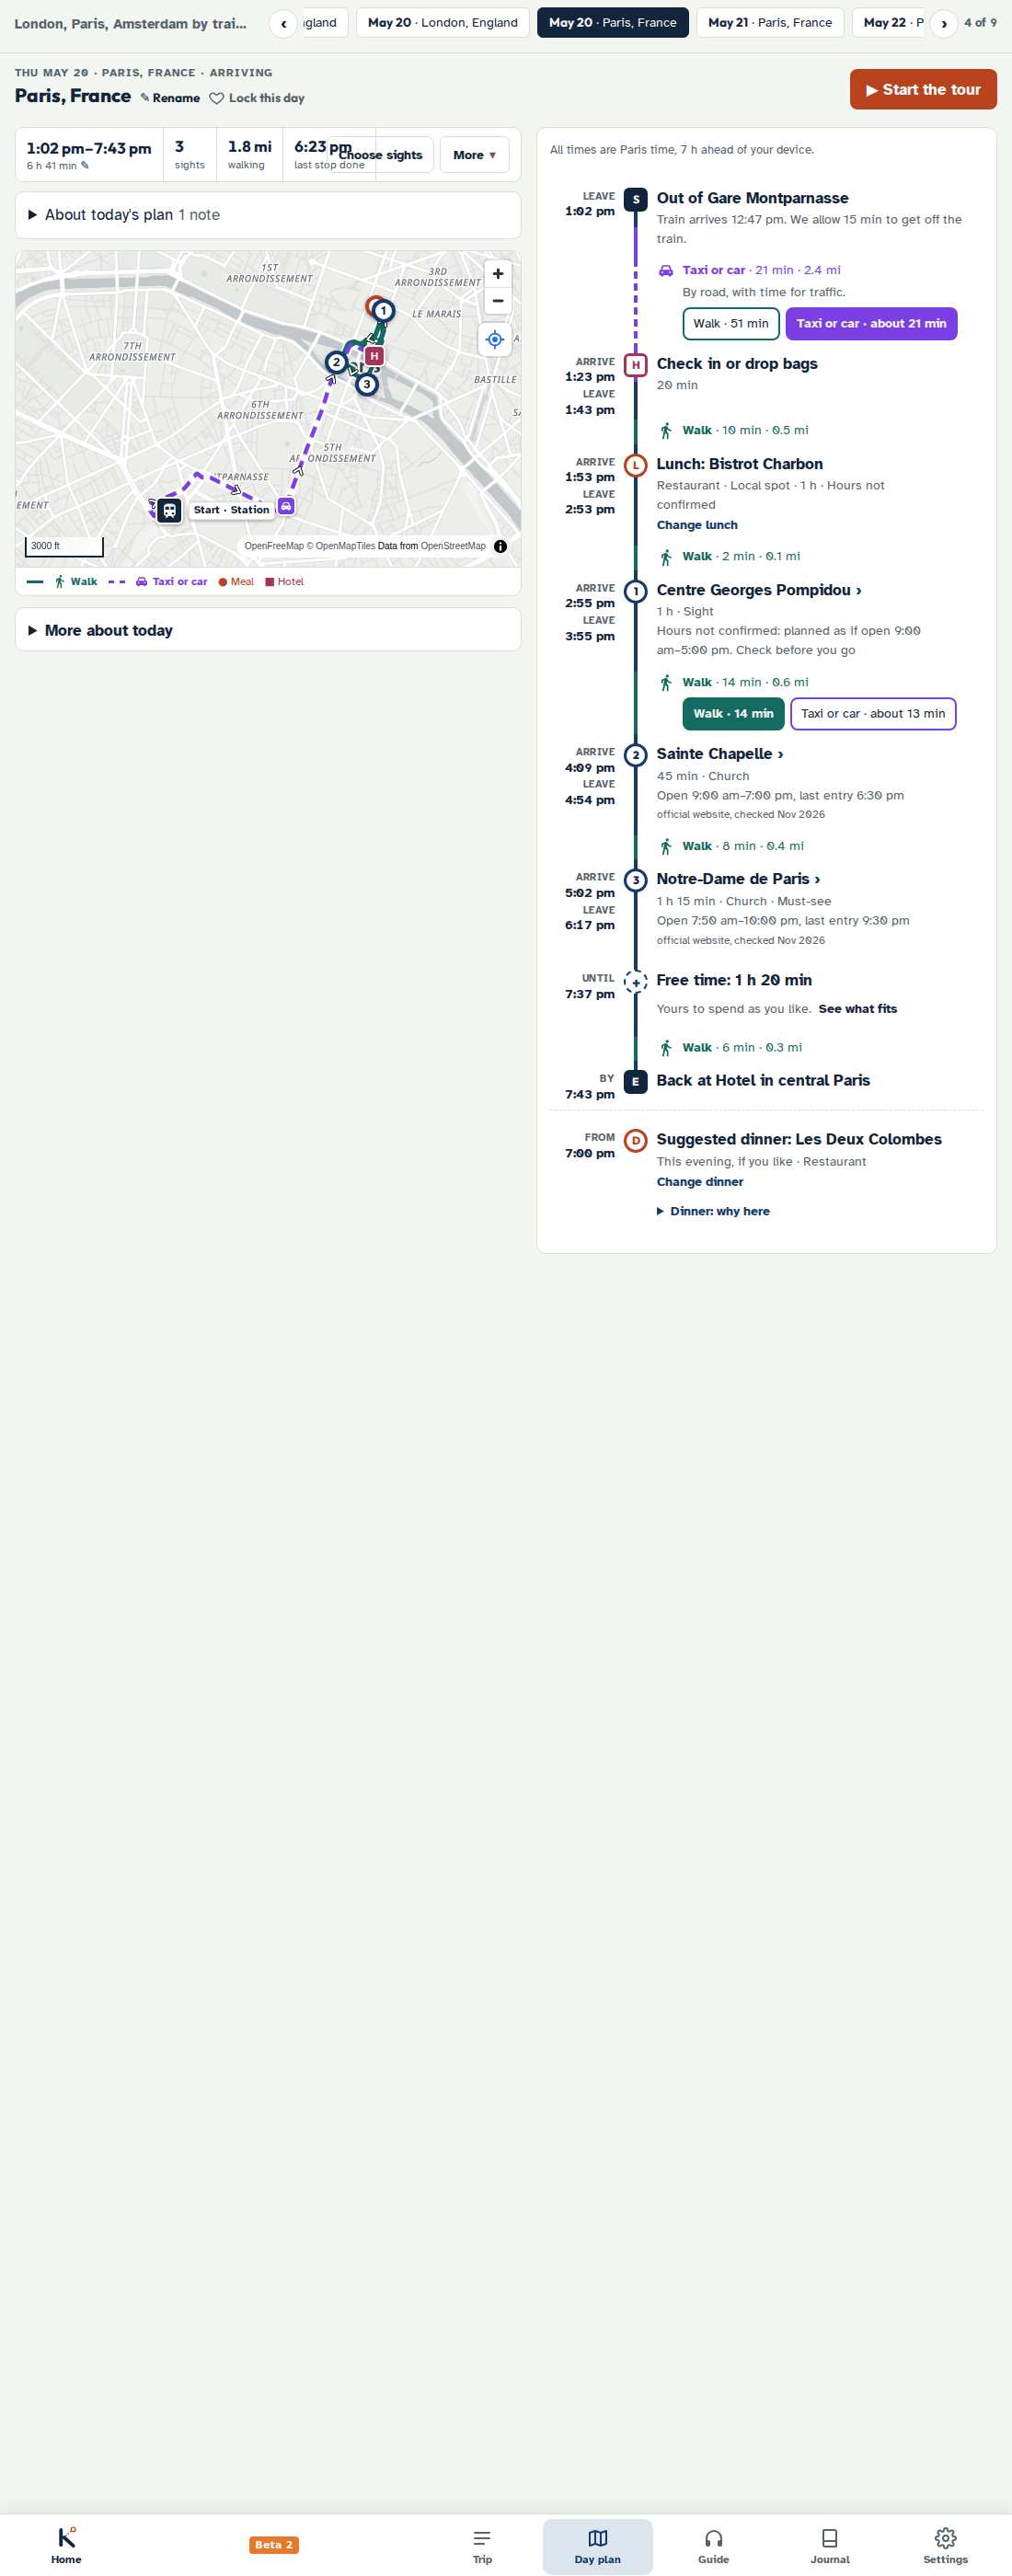 London, Paris, Amsterdam by trai...
‹
gland
May 20 · London, England
May 20 · Paris, France
May 21 · Paris, France
May 22 · P
›
4 of 9
THU MAY 20 · PARIS, FRANCE · ARRIVING
Paris, France ✎ Rename Lock this day
▶ Start the tour
1:02 pm–7:43 pm
6 h 41 min ✎
3
sights
1.8 mi
walking
6:23 pm
last stop done
Choose sights
More ▾
▶ About today's plan 1 note
1ST ARRONDISSEMENT
3RD ARRONDISSEMENT
LE MARAIS
7TH ARRONDISSEMENT
BASTILLE
6TH ARRONDISSEMENT
5TH
ONDISSEMENT
TPARNASSE
EMENT
+
−
1
2
3
H
Start · Station
3000 ft
OpenFreeMap © OpenMapTiles Data from OpenStreetMap
Walk
Taxi or car
Meal
Hotel
▶ More about today
All times are Paris time, 7 h ahead of your device.
LEAVE
1:02 pm
S
Out of Gare Montparnasse
Train arrives 12:47 pm. We allow 15 min to get off the
train.
Taxi or car · 21 min · 2.4 mi
By road, with time for traffic.
Walk · 51 min
Taxi or car · about 21 min
ARRIVE
1:23 pm
LEAVE
1:43 pm
H
Check in or drop bags
20 min
Walk · 10 min · 0.5 mi
ARRIVE
1:53 pm
LEAVE
2:53 pm
L
Lunch: Bistrot Charbon
Restaurant · Local spot · 1 h · Hours not
confirmed
Change lunch
Walk · 2 min · 0.1 mi
ARRIVE
2:55 pm
LEAVE
3:55 pm
1
Centre Georges Pompidou ›
1 h · Sight
Hours not confirmed: planned as if open 9:00
am–5:00 pm. Check before you go
Walk · 14 min · 0.6 mi
Walk · 14 min
Taxi or car · about 13 min
ARRIVE
4:09 pm
LEAVE
4:54 pm
2
Sainte Chapelle ›
45 min · Church
Open 9:00 am–7:00 pm, last entry 6:30 pm
official website, checked Nov 2026
Walk · 8 min · 0.4 mi
ARRIVE
5:02 pm
LEAVE
6:17 pm
3
Notre-Dame de Paris ›
1 h 15 min · Church · Must-see
Open 7:50 am–10:00 pm, last entry 9:30 pm
official website, checked Nov 2026
UNTIL
7:37 pm
+
Free time: 1 h 20 min
Yours to spend as you like. See what fits
Walk · 6 min · 0.3 mi
BY
7:43 pm
E
Back at Hotel in central Paris
FROM
7:00 pm
D
Suggested dinner: Les Deux Colombes
This evening, if you like · Restaurant
Change dinner
▶ Dinner: why here
Home
Beta 2
Trip
Day plan
Guide
Journal
Settings